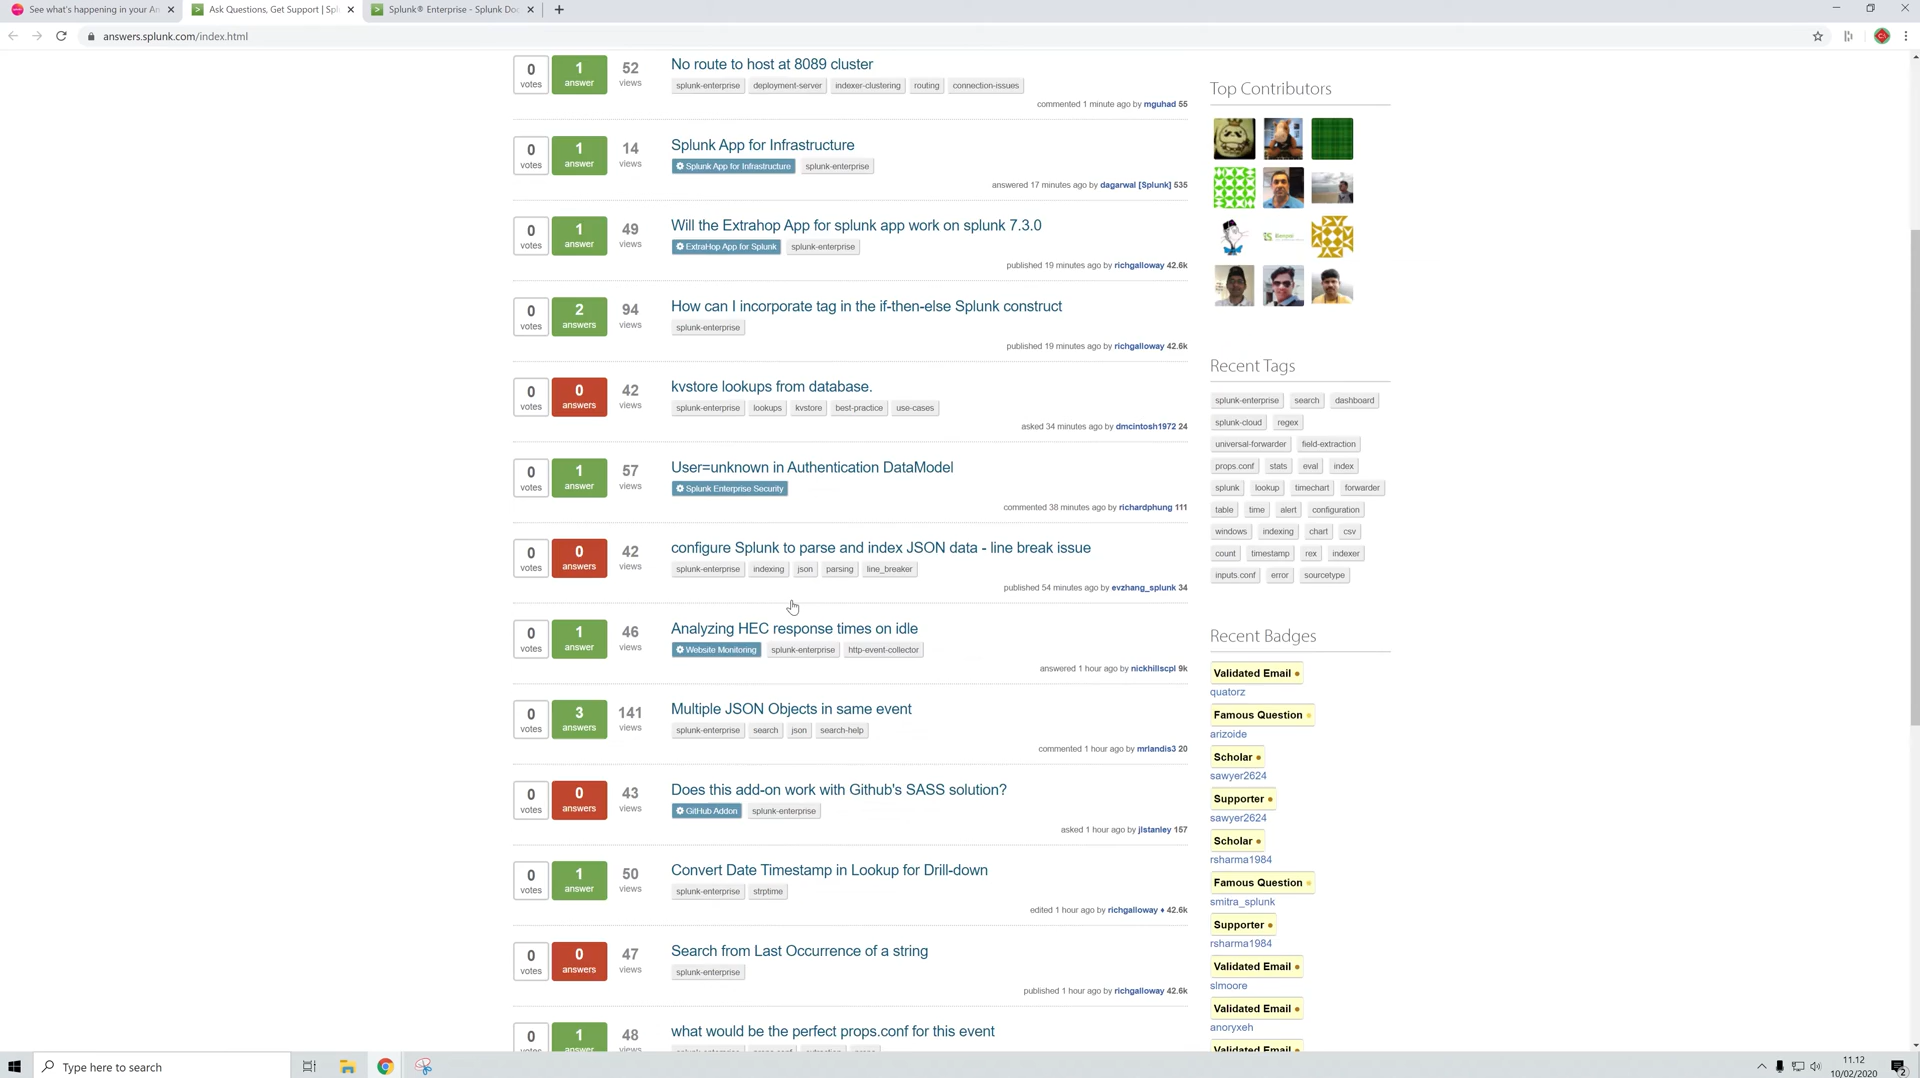 See what's happening in your An
Ask Questions, Get Support | Spl
Splunk® Enterprise - Splunk Doc
answers.splunk.com/index.html
0 votes
1 answer
52 views
No route to host at 8089 cluster
splunk-enterprise deployment-server indexer-clustering routing connection-issues
commented 1 minute ago by mguhad 55
0 votes
1 answer
14 views
Splunk App for Infrastructure
Splunk App for Infrastructure splunk-enterprise
answered 17 minutes ago by dagarwal [Splunk] 535
0 votes
1 answer
49 views
Will the Extrahop App for splunk app work on splunk 7.3.0
ExtraHop App for Splunk splunk-enterprise
published 19 minutes ago by richgalloway 42.6k
0 votes
2 answers
94 views
How can I incorporate tag in the if-then-else Splunk construct
splunk-enterprise
published 19 minutes ago by richgalloway 42.6k
0 votes
0 answers
42 views
kvstore lookups from database.
splunk-enterprise lookups kvstore best-practice use-cases
asked 34 minutes ago by dmcintosh1972 24
0 votes
1 answer
57 views
User=unknown in Authentication DataModel
Splunk Enterprise Security
commented 38 minutes ago by richardphung 111
0 votes
0 answers
42 views
configure Splunk to parse and index JSON data - line break issue
splunk-enterprise indexing json parsing line_breaker
published 54 minutes ago by evzhang_splunk 34
0 votes
1 answer
46 views
Analyzing HEC response times on idle
Website Monitoring splunk-enterprise http-event-collector
answered 1 hour ago by nickhillscpl 9k
0 votes
3 answers
141 views
Multiple JSON Objects in same event
splunk-enterprise search json search-help
commented 1 hour ago by mrlandis3 20
0 votes
0 answers
43 views
Does this add-on work with Github's SASS solution?
GitHub Addon splunk-enterprise
asked 1 hour ago by jlstanley 157
0 votes
1 answer
50 views
Convert Date Timestamp in Lookup for Drill-down
splunk-enterprise strptime
edited 1 hour ago by richgalloway ♦ 42.6k
0 votes
0 answers
47 views
Search from Last Occurrence of a string
splunk-enterprise
published 1 hour ago by richgalloway 42.6k
0 votes
1 answer
48 views
what would be the perfect props.conf for this event
Top Contributors
Recent Tags
splunk-enterprise search dashboard
splunk-cloud regex
universal-forwarder field-extraction
props.conf stats eval index
splunk lookup timechart forwarder
table time alert configuration
windows indexing chart csv
count timestamp rex indexer
inputs.conf error sourcetype
Recent Badges
Validated Email
quatorz
Famous Question
arizoide
Scholar
sawyer2624
Supporter
sawyer2624
Scholar
rsharma1984
Famous Question
smitra_splunk
Supporter
rsharma1984
Validated Email
slmoore
Validated Email
anoryxeh
Validated Email
Type here to search
11.12
10/02/2020
2